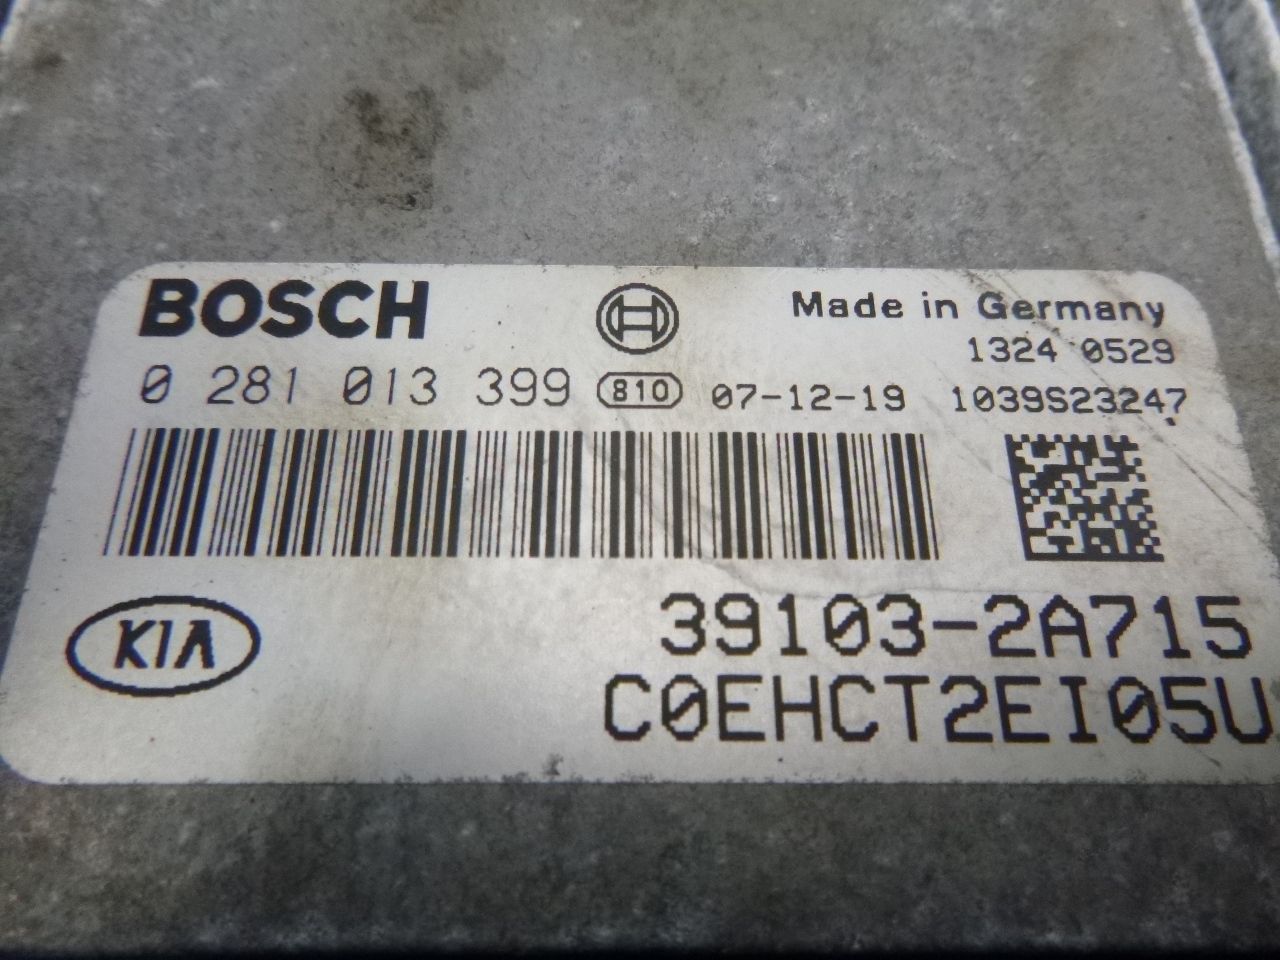 BOSCH Made in Germany
1324 0529
0 281 013 399 810 07-12-19 1039S23247
KIA 39103-2A715
C0EHCT2EI05U